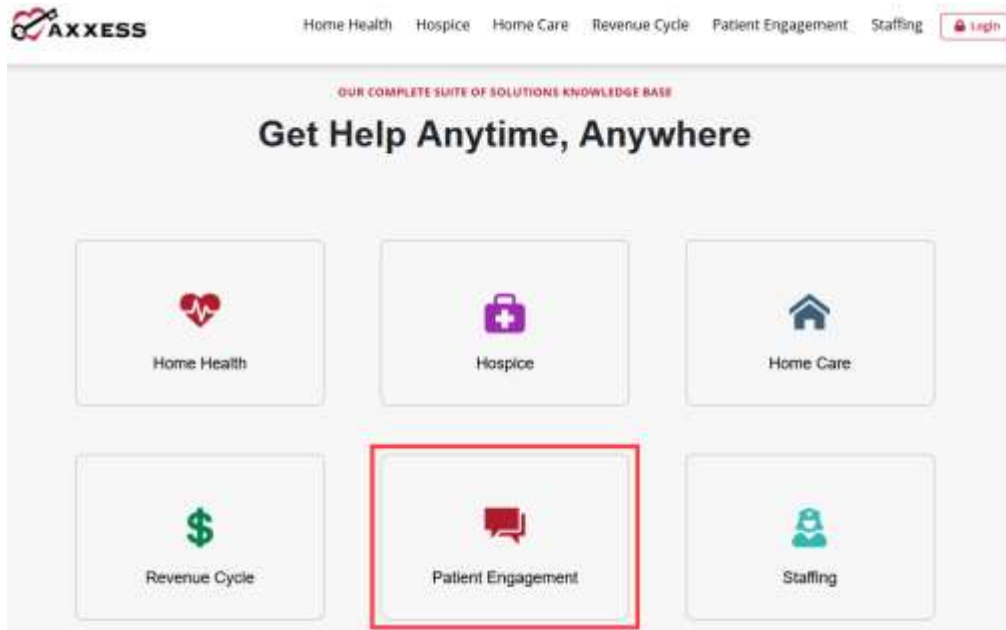 AXXESS
Home Health Hospice Home Care Revenue Cycle Patient Engagement Staffing Login
OUR COMPLETE SUITE OF SOLUTIONS KNOWLEDGE BASE
Get Help Anytime, Anywhere
Home Health Hospice Home Care
Revenue Cycle Patient Engagement Staffing